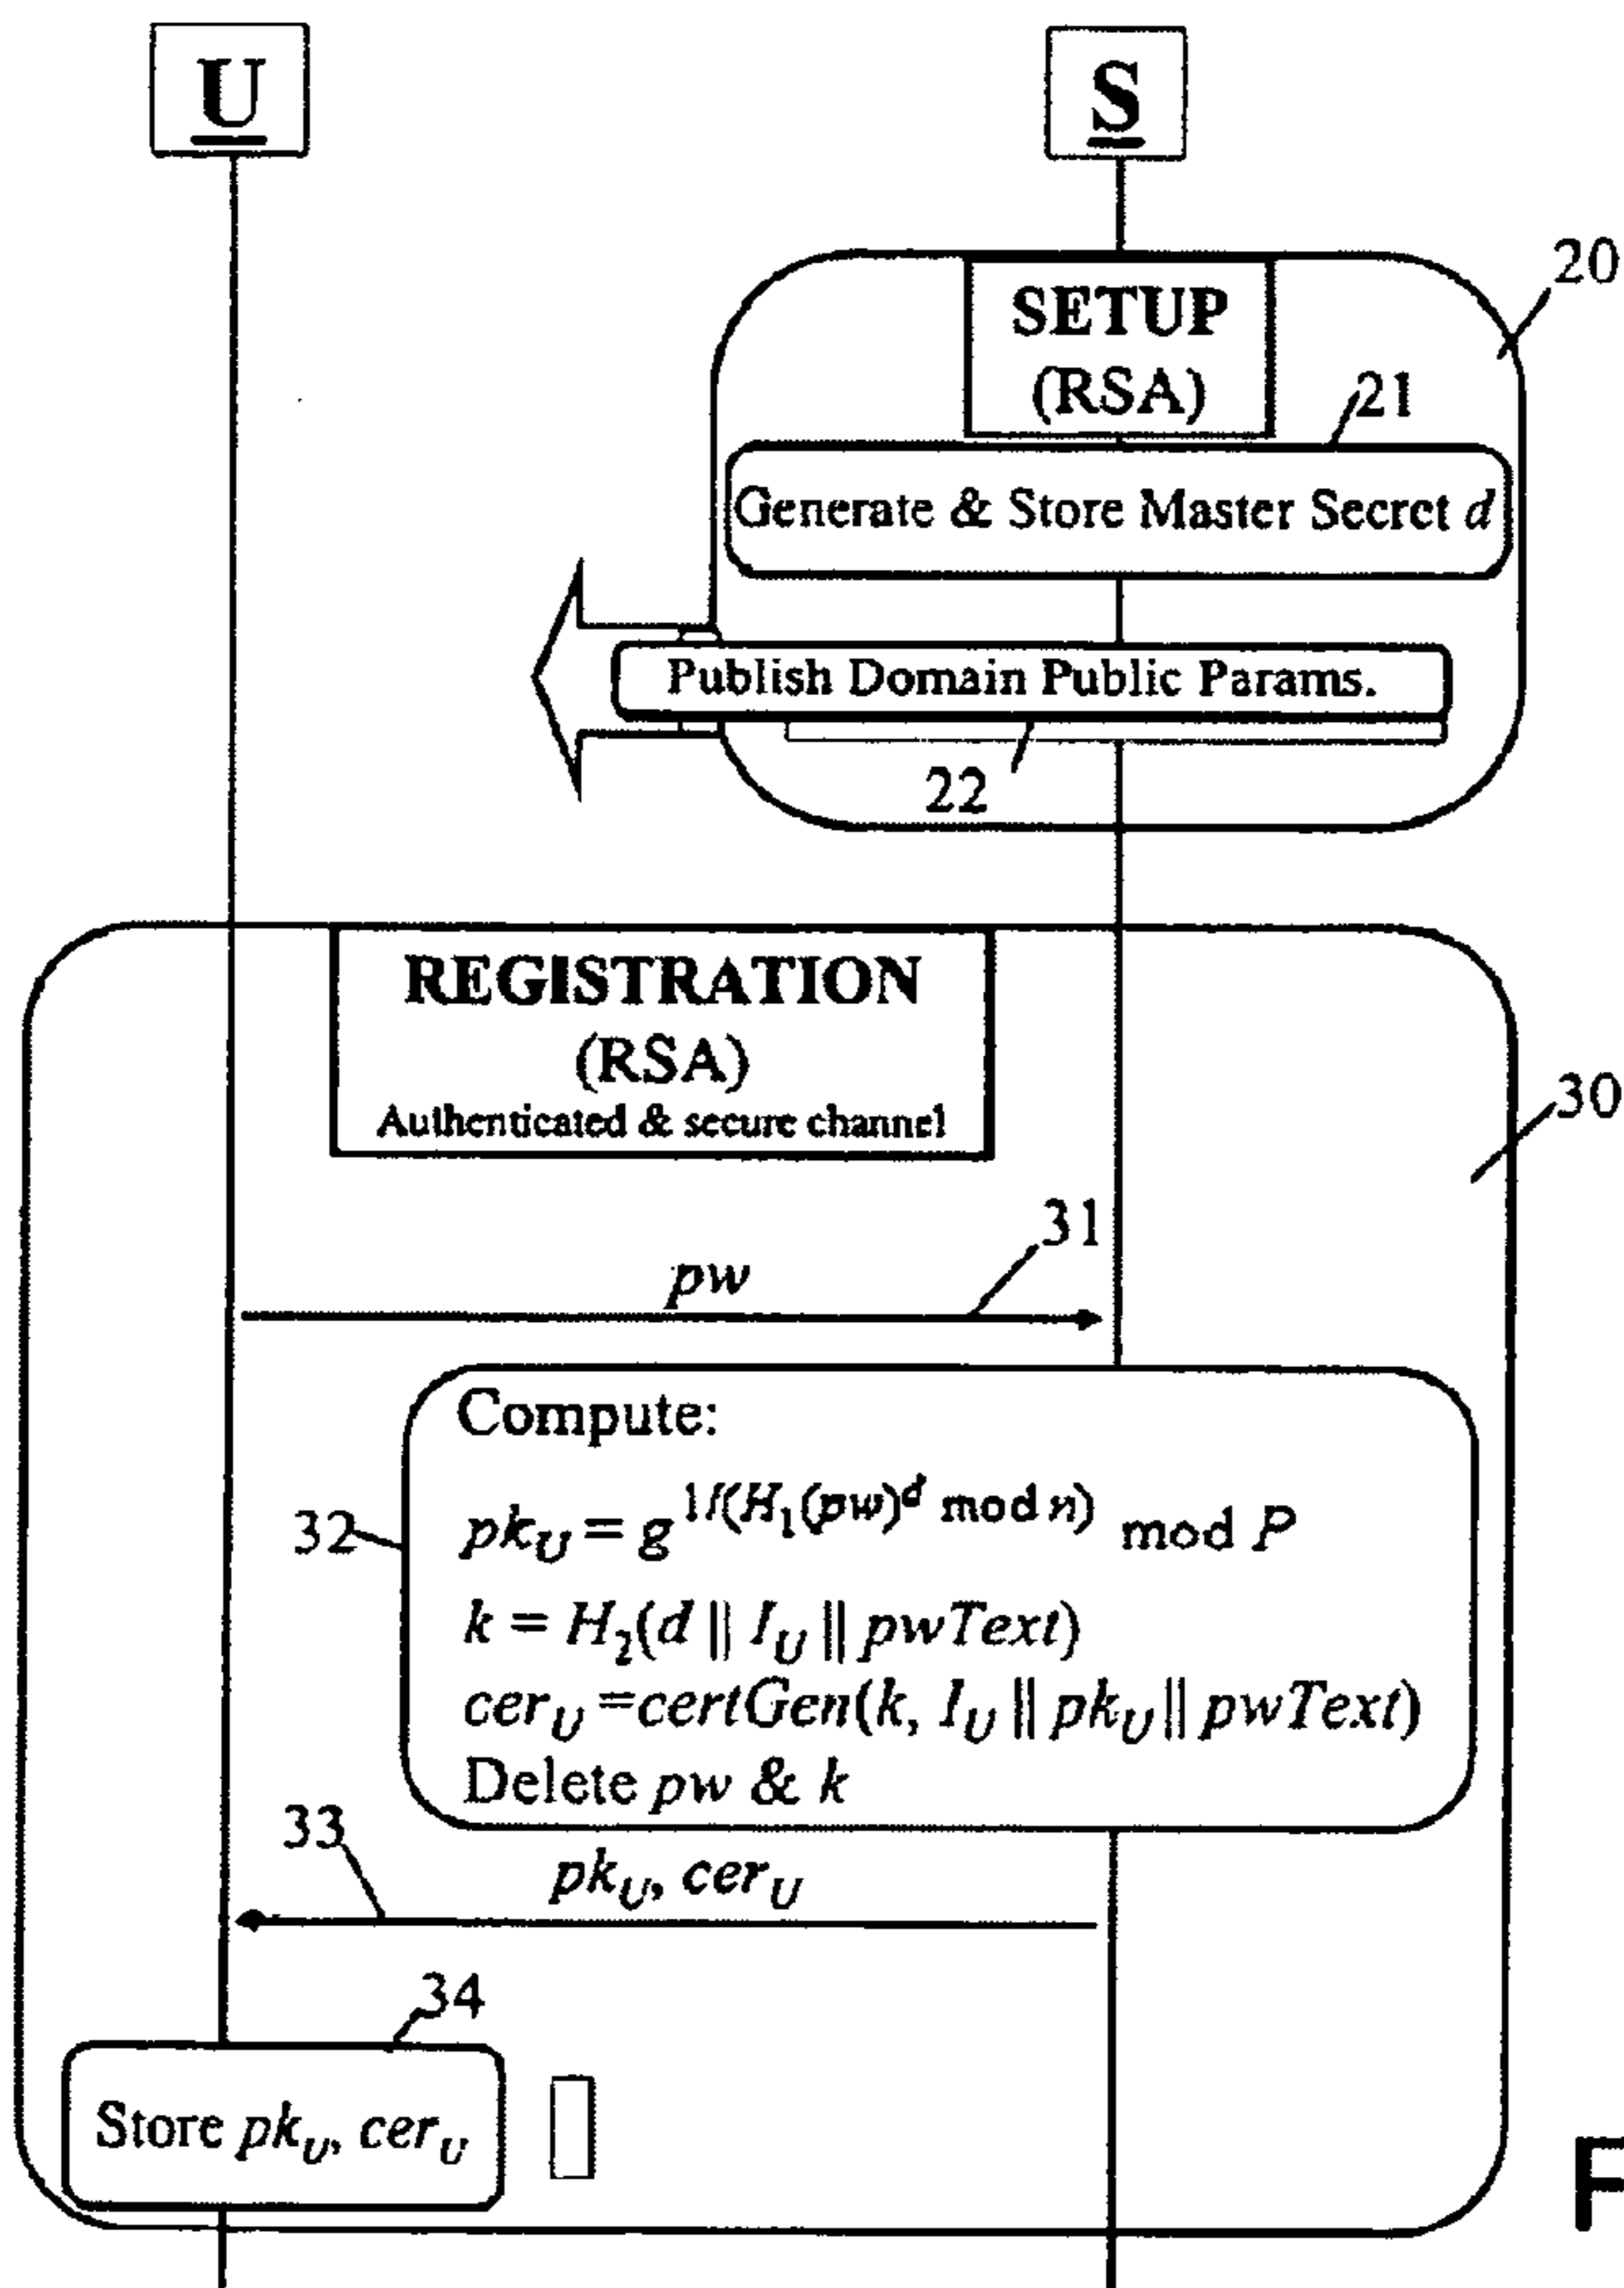 U
S
20
SETUP
(RSA)
21
Generate & Store Master Secret d
Publish Domain Public Params.
22
REGISTRATION
(RSA)
Authenticated & secure channel
30
31
pw
Compute:
32
pk_U = g^{1/(H_1(pw)^d mod n)} mod P
k = H_2(d || I_U || pwText)
cer_U =certGen(k, I_U || pk_U || pwText)
Delete pw & k
33
pk_U, cer_U
34
Store pk_U, cer_U
F